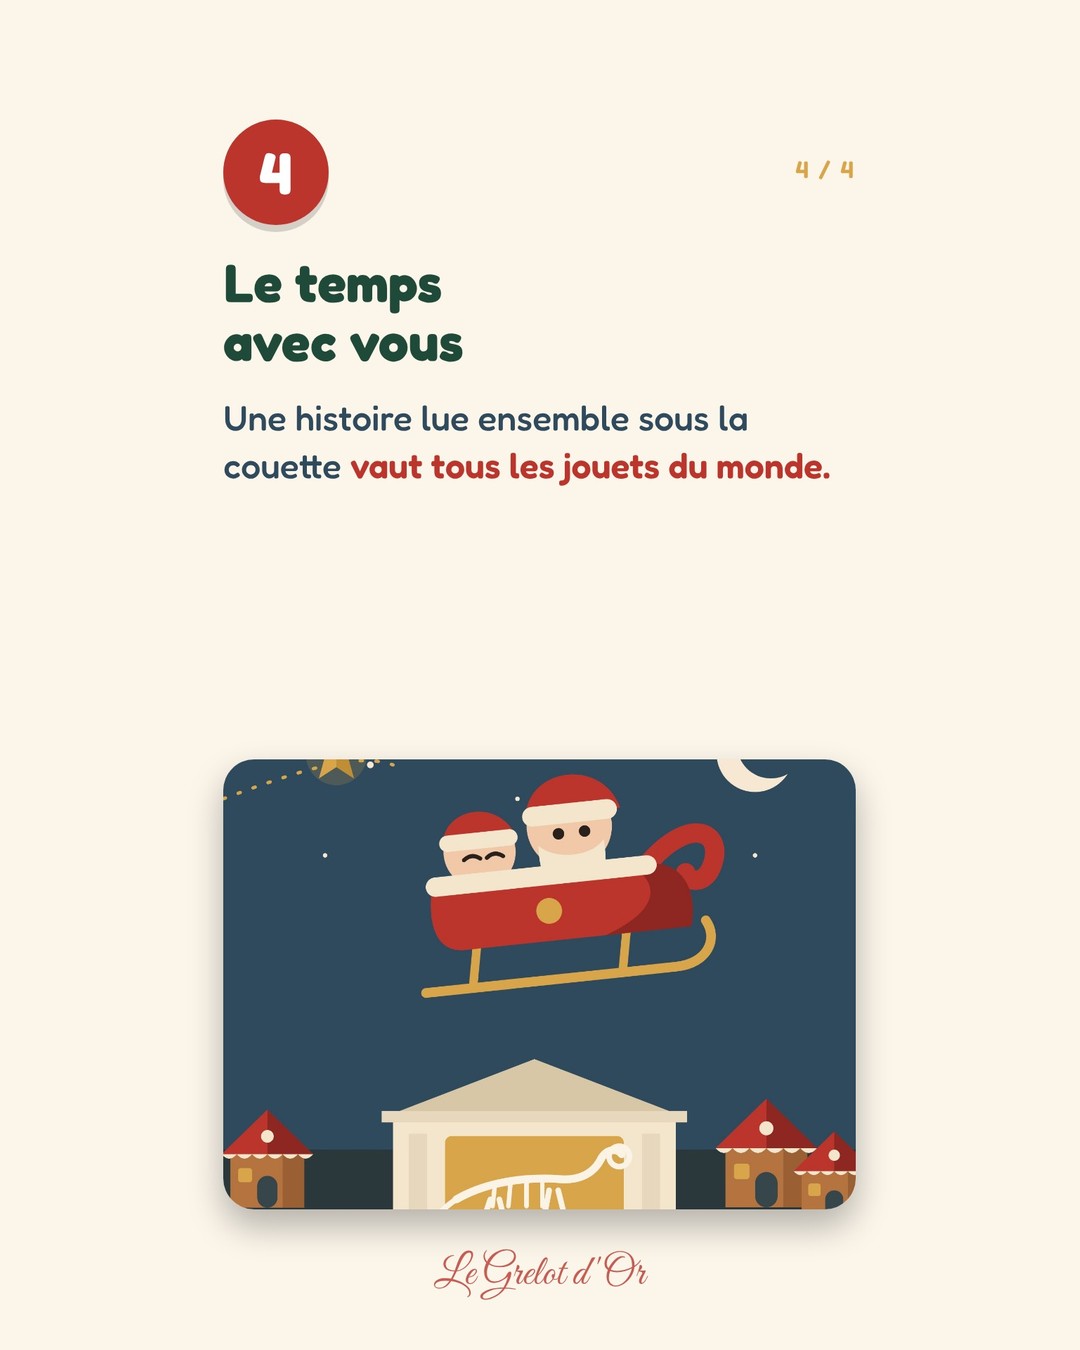 4
4 / 4
Le temps
avec vous
Une histoire lue ensemble sous la
couette vaut tous les jouets du monde.
Le Grelot d'Or